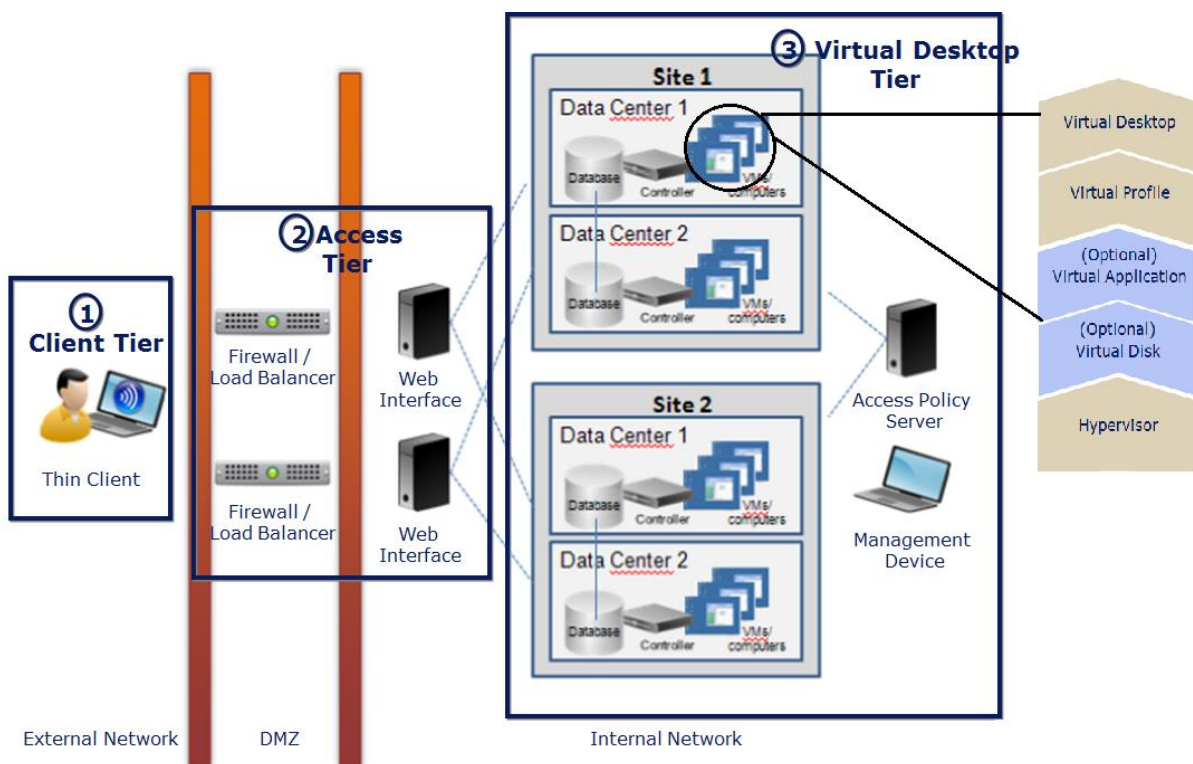 1
Client Tier
Thin Client
2 Access
Tier
Firewall /
Load Balancer
Firewall /
Load Balancer
Web
Interface
Web
Interface
3 Virtual Desktop
Tier
Site 1
Data Center 1
Database
Controller
VMs/
computers
Data Center 2
Database
Controller
VMs/
computers
Site 2
Data Center 1
Database
Controller
VMs/
computers
Data Center 2
Database
Controller
VMs/
computers
Access Policy
Server
Management
Device
Virtual Desktop
Virtual Profile
(Optional)
Virtual Application
(Optional)
Virtual Disk
Hypervisor
External Network
DMZ
Internal Network